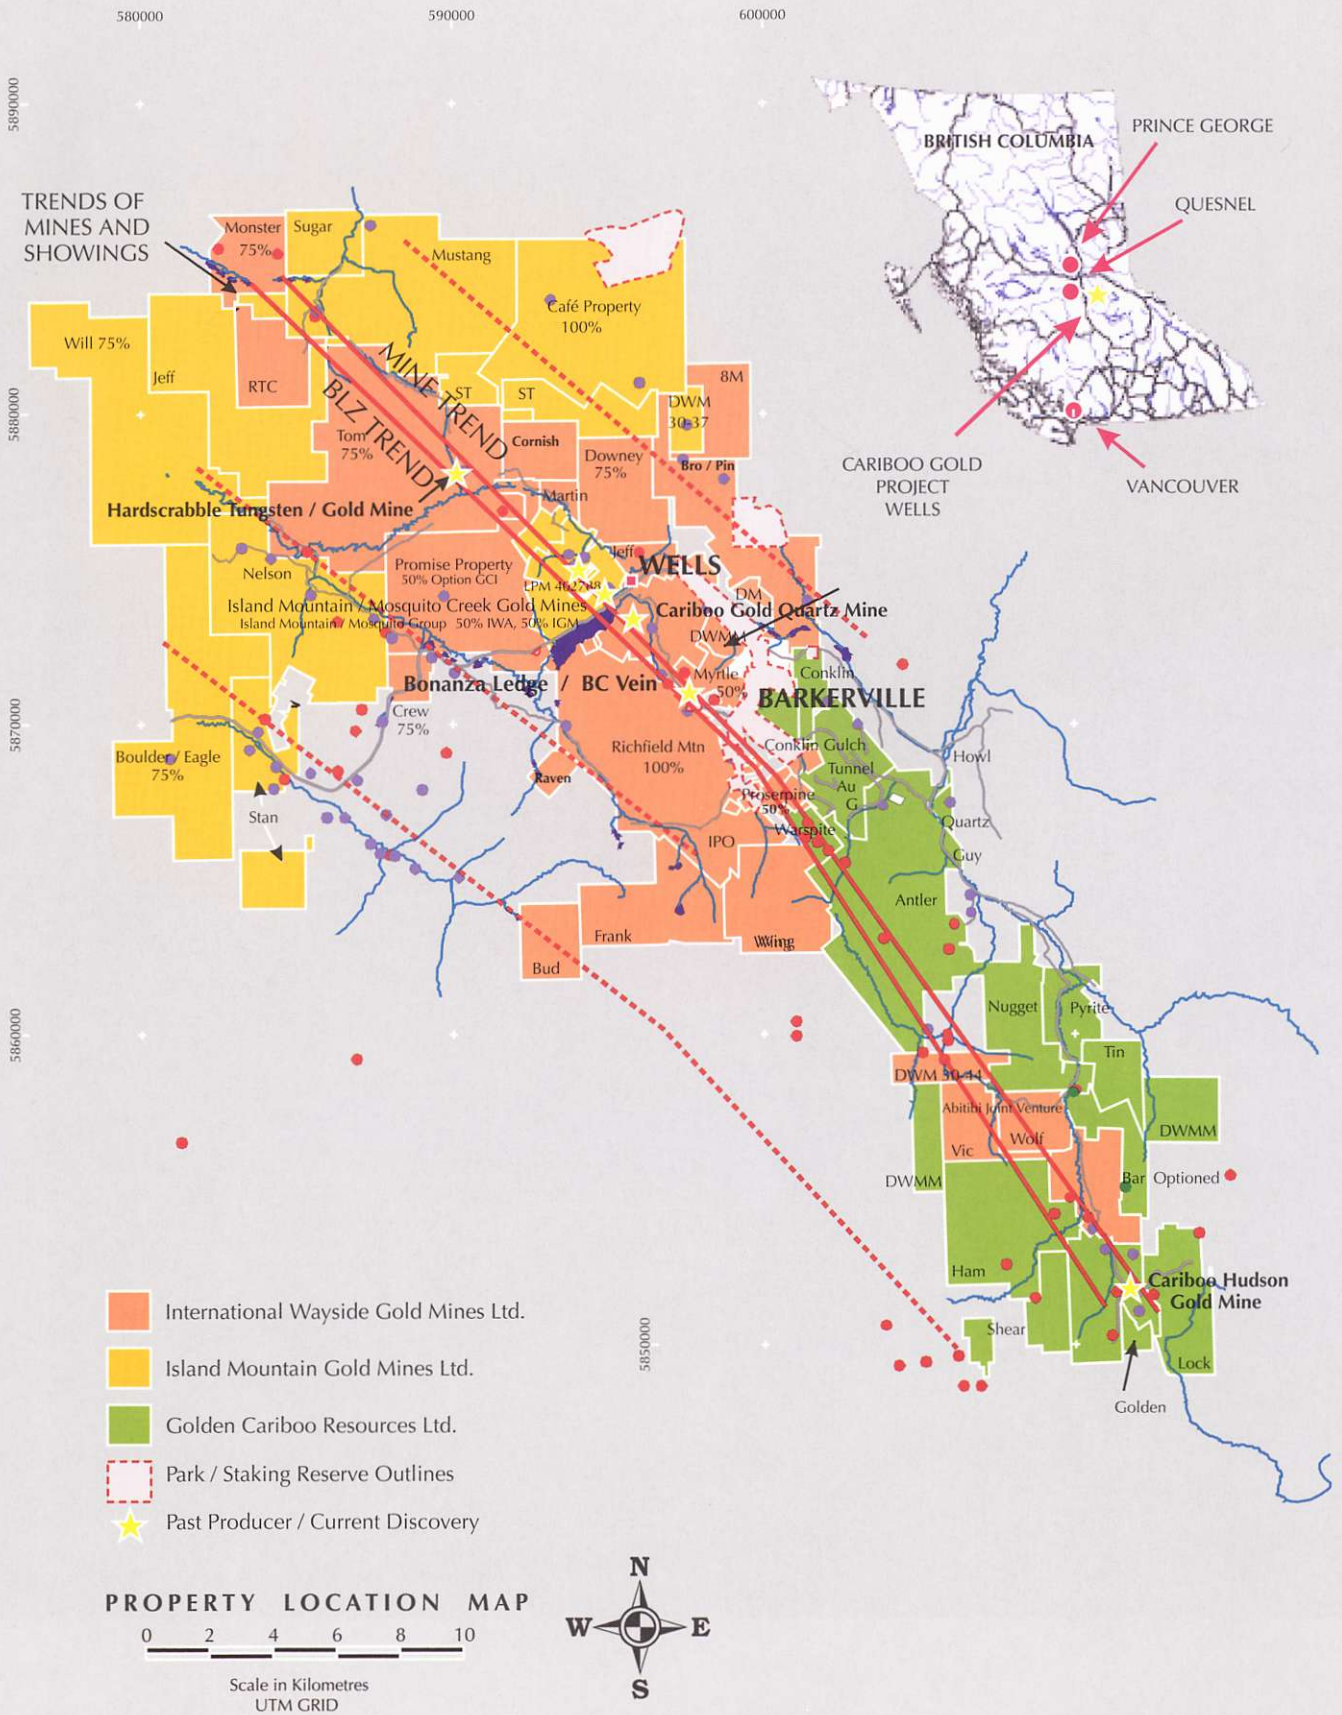 580000
590000
600000
5890000
5880000
5870000
5860000
5850000
BRITISH COLUMBIA
PRINCE GEORGE
QUESNEL
CARIBOO GOLD
PROJECT
WELLS
VANCOUVER
TRENDS OF
MINES AND
SHOWINGS
Monster
75%
Sugar
Mustang
Café Property
100%
Will 75%
Jeff
RTC
MINE TREND
BLZ TREND
ST
ST
8M
DWM
30-37
Tom
75%
Cornish
Downey
75%
Bro / Pin
Martin
Hardscrabble Tungsten / Gold Mine
Jeff
WELLS
Nelson
Promise Property
50% Option GCI
LPM 402788
Island Mountain / Mosquito Creek Gold Mines
Island Mountain / Mosquito Group 50% IWA, 50% IGM
DM
Cariboo Gold Quartz Mine
DWMM
Myrtle
50%
Conklin
Bonanza Ledge / BC Vein
BARKERVILLE
Crew
75%
Richfield Mtn
100%
Conklin Gulch
Howl
Boulder / Eagle
75%
Raven
Tunnel
Au
G
Proserpine
50%
Stan
Quartz
Warspite
IPO
Guy
Antler
Frank
Wing
Bud
Nugget
Pyrite
Tin
DWM 30-44
Abitibi Joint Venture
Wolf
Vic
DWMM
DWMM
Bar Optioned
Ham
Cariboo Hudson
Gold Mine
Shear
Lock
Golden
International Wayside Gold Mines Ltd.
Island Mountain Gold Mines Ltd.
Golden Cariboo Resources Ltd.
Park / Staking Reserve Outlines
Past Producer / Current Discovery
PROPERTY LOCATION MAP
0 2 4 6 8 10
Scale in Kilometres
UTM GRID
N
W E
S